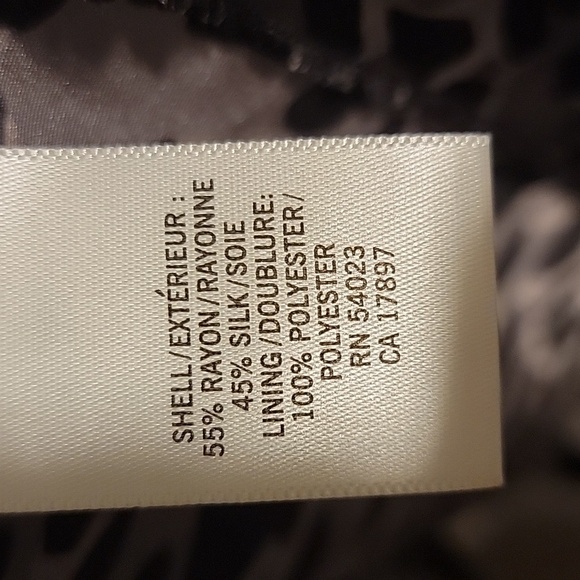 SHELL/EXTÉRIEUR :
55% RAYON/RAYONNE
45% SILK/SOIE
LINING /DOUBLURE:
100% POLYESTER/
POLYESTER
RN 54023
CA 17897